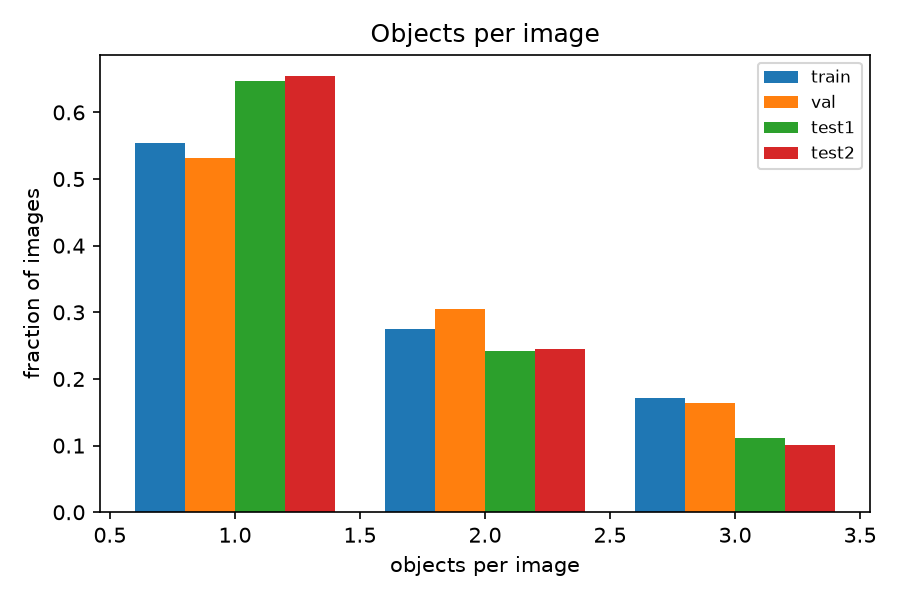 Objects per image
train
val
test1
test2
fraction of images
0.6
0.5
0.4
0.3
0.2
0.1
0.0
0.5 1.0 1.5 2.0 2.5 3.0 3.5
objects per image